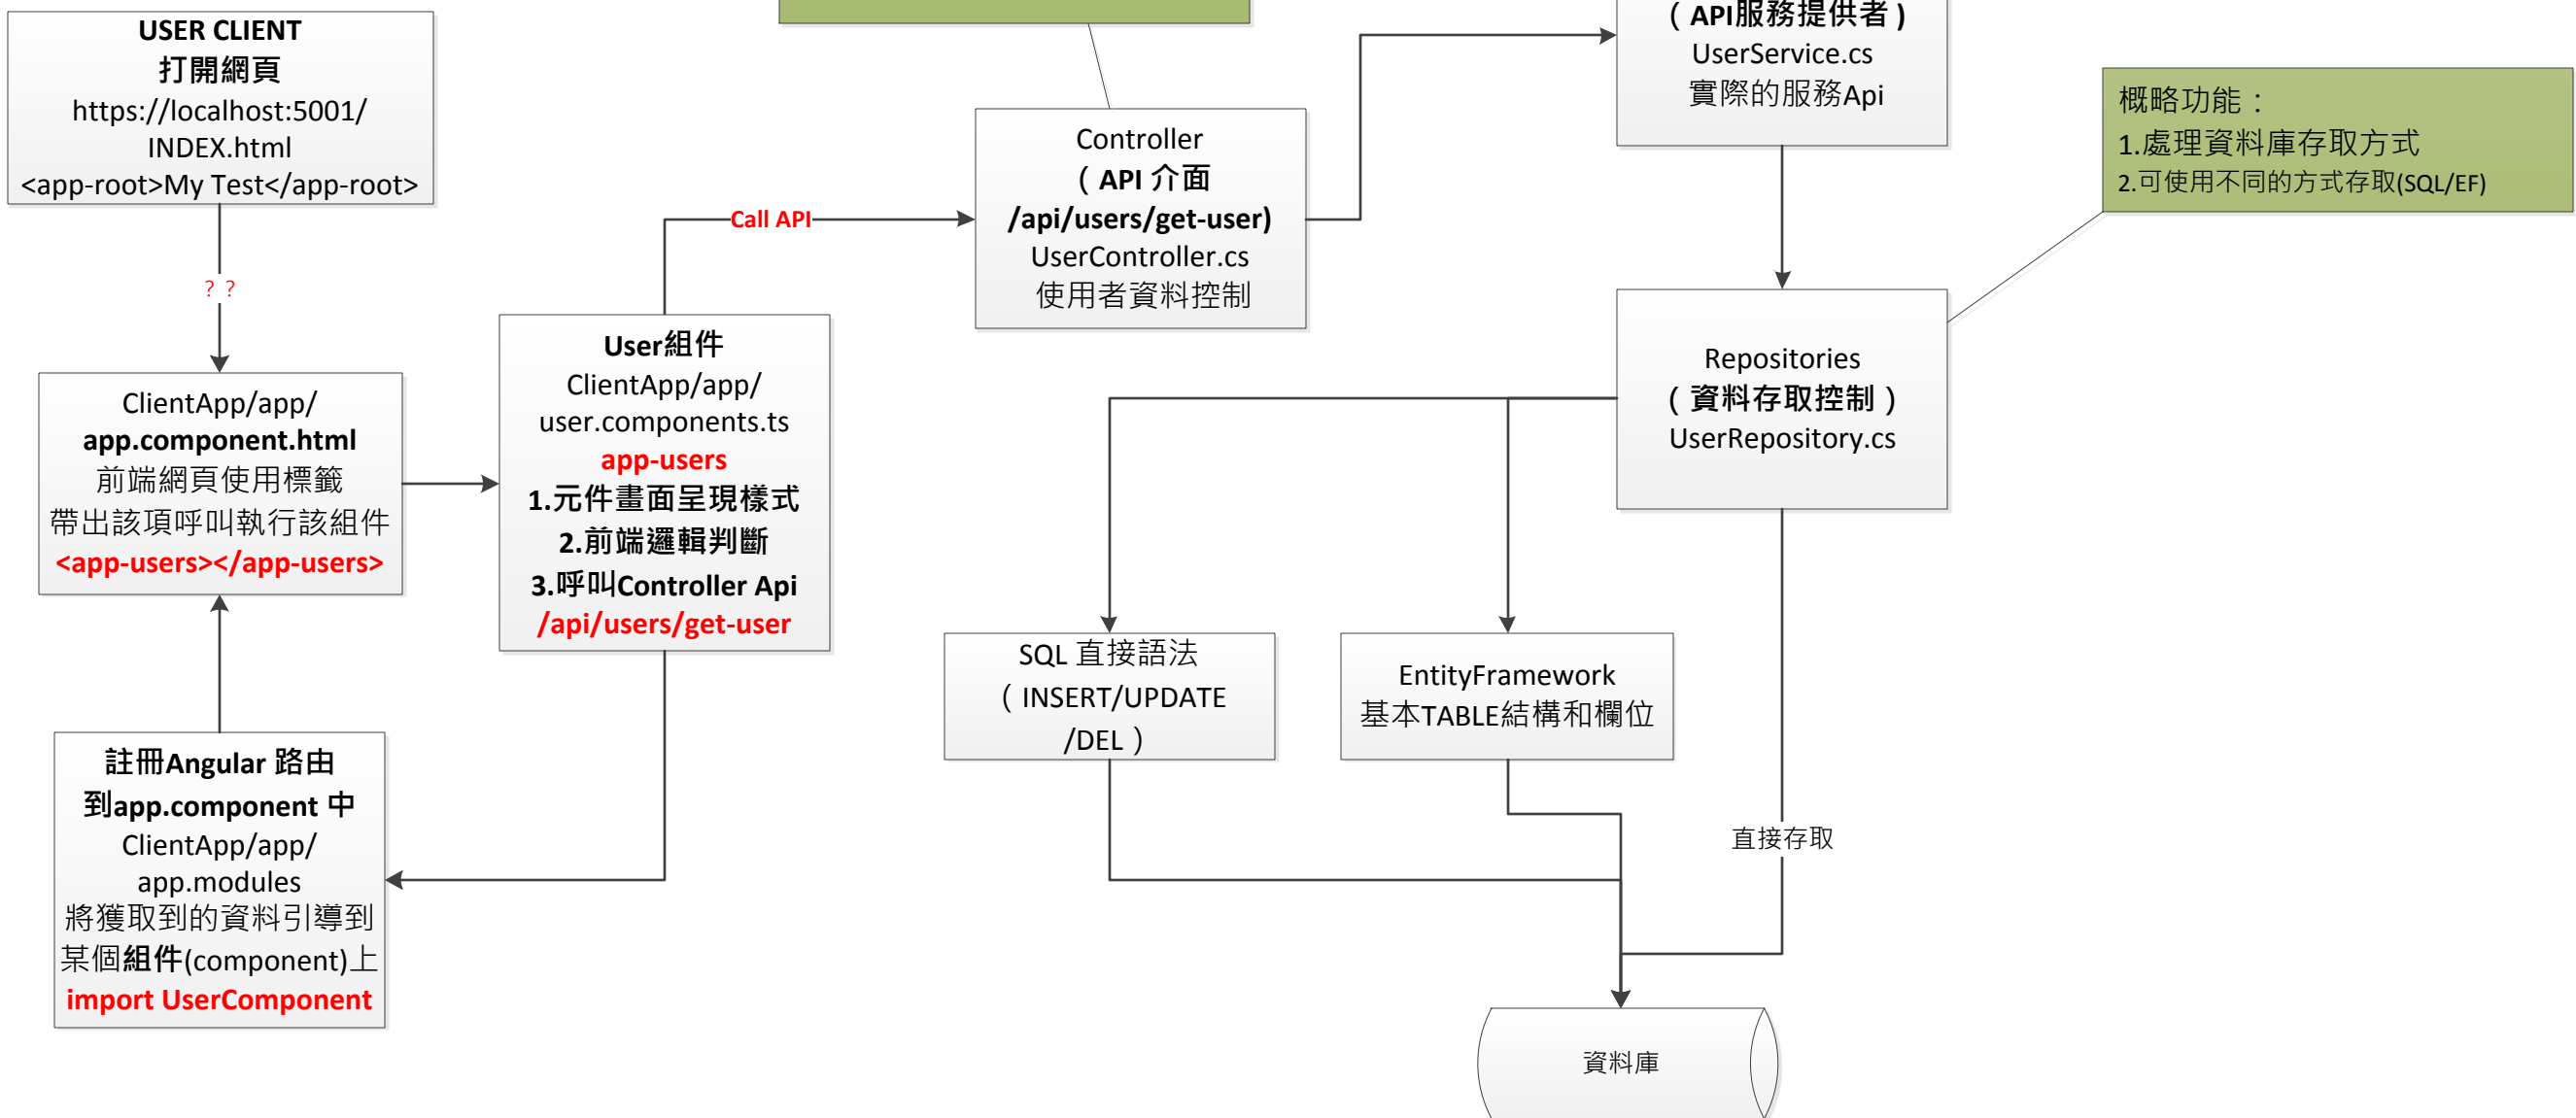 USER CLIENT
打開網頁
https://localhost:5001/
INDEX.html
<app-root>My Test</app-root>
? ?
ClientApp/app/
app.component.html
前端網頁使用標籤
帶出該項呼叫執行該組件
<app-users></app-users>
註冊Angular 路由
到app.component 中
ClientApp/app/
app.modules
將獲取到的資料引導到
某個組件(component)上
import UserComponent
User組件
ClientApp/app/
user.components.ts
app-users
1.元件畫面呈現樣式
2.前端邏輯判斷
3.呼叫Controller Api
/api/users/get-user
Call API
Controller
（API 介面
/api/users/get-user)
UserController.cs
使用者資料控制
（API服務提供者）
UserService.cs
實際的服務Api
概略功能：
1.處理資料庫存取方式
2.可使用不同的方式存取(SQL/EF)
Repositories
（資料存取控制）
UserRepository.cs
SQL 直接語法
（INSERT/UPDATE
/DEL）
EntityFramework
基本TABLE結構和欄位
直接存取
資料庫